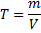 T = m/V